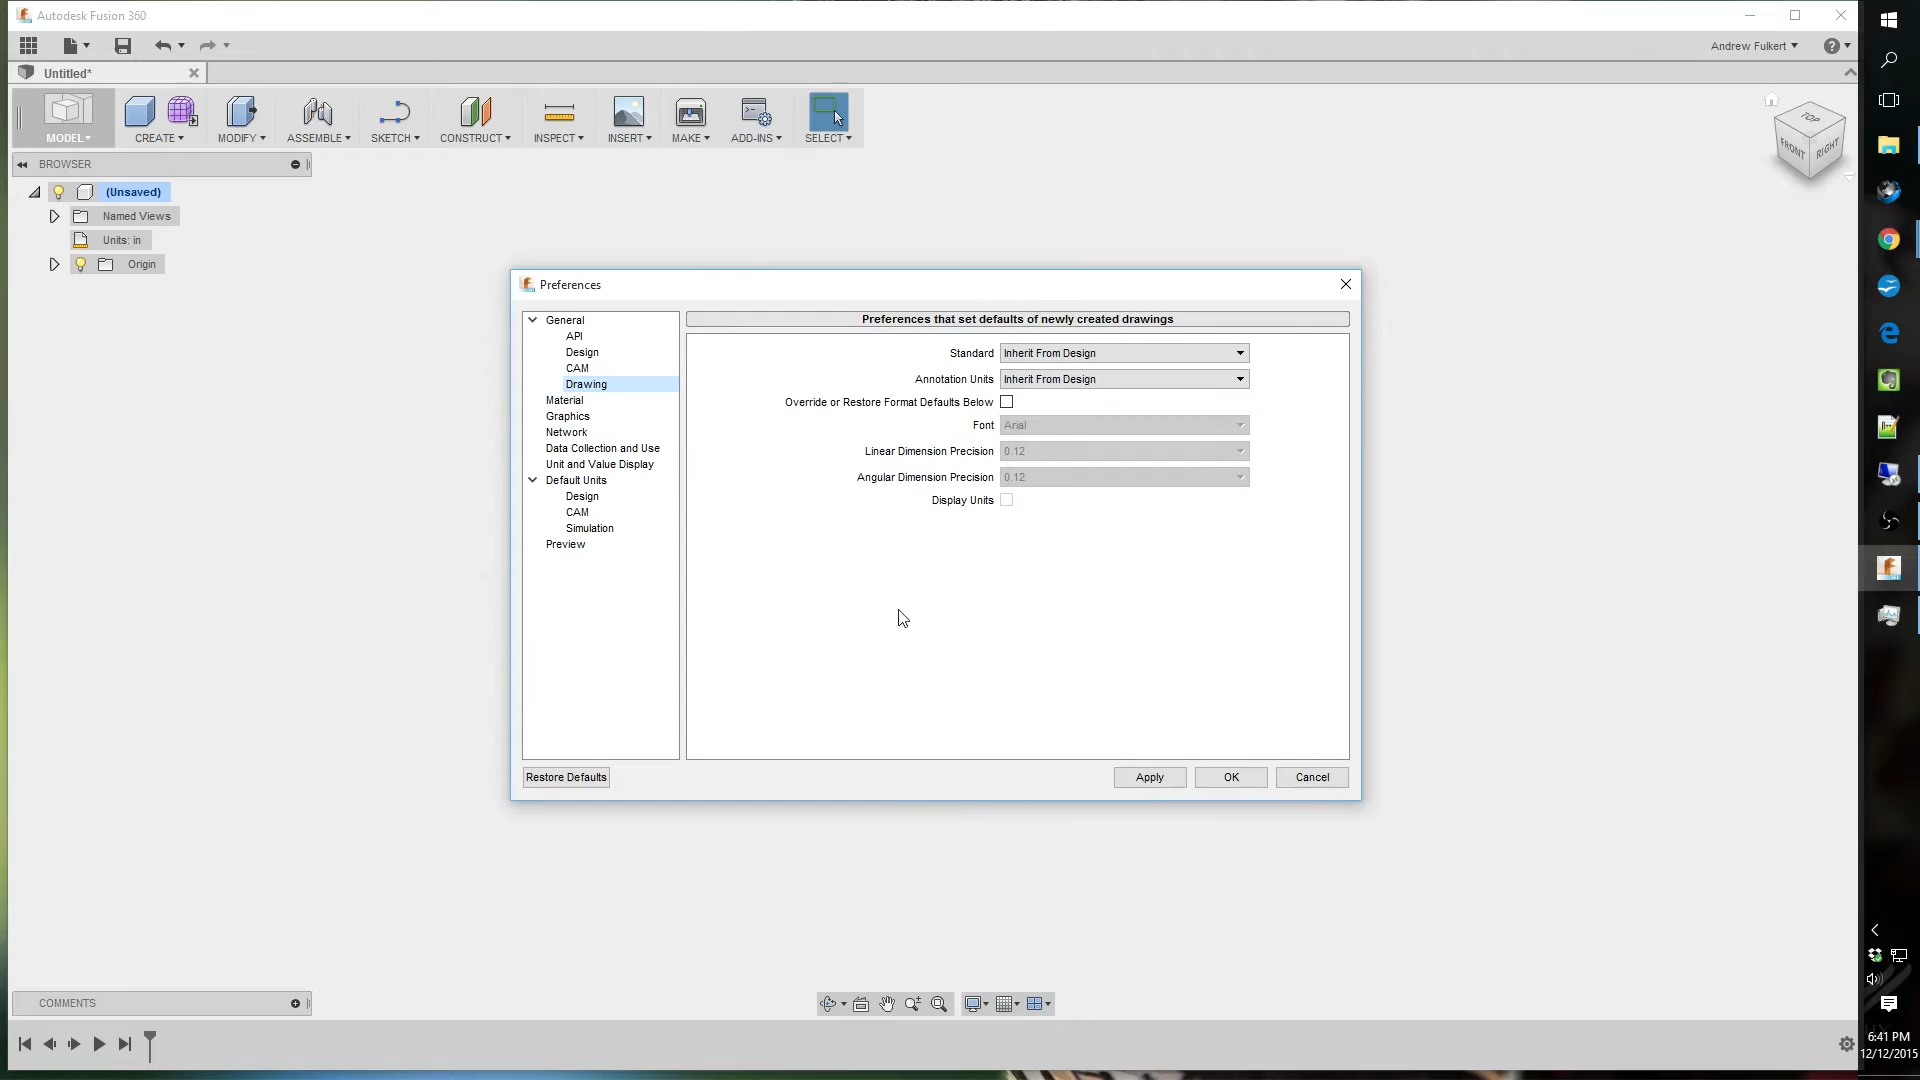 Autodesk Fusion 360
Andrew Fulkert
Untitled*
MODEL CREATE MODIFY ASSEMBLE SKETCH CONSTRUCT INSPECT INSERT MAKE ADD-INS SELECT
TOP
FRONT RIGHT
BROWSER
(Unsaved)
Named Views
Units: in
Origin
Preferences
General
API
Design
CAM
Drawing
Material
Graphics
Network
Data Collection and Use
Unit and Value Display
Default Units
Design
CAM
Simulation
Preview
Preferences that set defaults of newly created drawings
Standard Inherit From Design
Annotation Units Inherit From Design
Override or Restore Format Defaults Below
Font Arial
Linear Dimension Precision 0.12
Angular Dimension Precision 0.12
Display Units
Restore Defaults Apply OK Cancel
COMMENTS
6:41 PM
12/12/2015